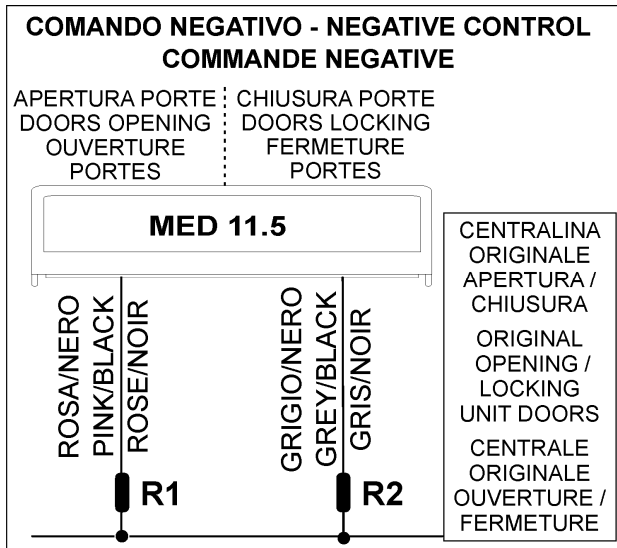 COMANDO NEGATIVO - NEGATIVE CONTROL
COMMANDE NEGATIVE
APERTURA PORTE
DOORS OPENING
OUVERTURE
PORTES
CHIUSURA PORTE
DOORS LOCKING
FERMETURE
PORTES
MED 11.5
ROSA/NERO
PINK/BLACK
ROSE/NOIR
GRIGIO/NERO
GREY/BLACK
GRIS/NOIR
R1
R2
CENTRALINA
ORIGINALE
APERTURA /
CHIUSURA
ORIGINAL
OPENING /
LOCKING
UNIT DOORS
CENTRALE
ORIGINALE
OUVERTURE /
FERMETURE